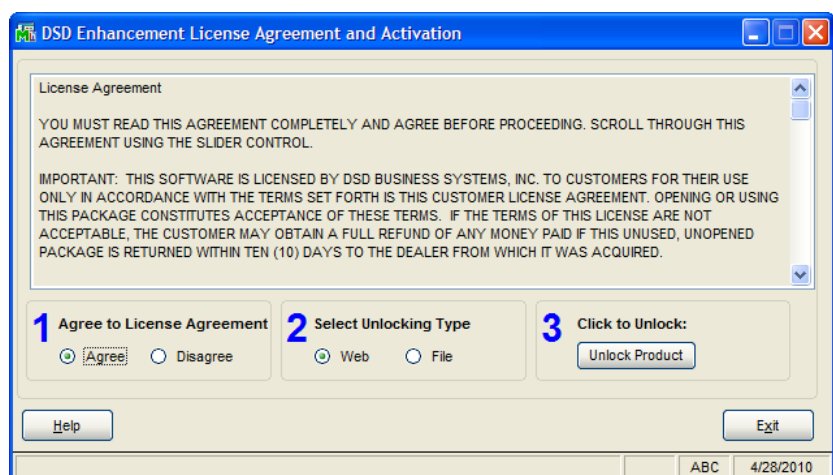 DSD Enhancement License Agreement and Activation
License Agreement
YOU MUST READ THIS AGREEMENT COMPLETELY AND AGREE BEFORE PROCEEDING. SCROLL THROUGH THIS
AGREEMENT USING THE SLIDER CONTROL.
IMPORTANT: THIS SOFTWARE IS LICENSED BY DSD BUSINESS SYSTEMS, INC. TO CUSTOMERS FOR THEIR USE
ONLY IN ACCORDANCE WITH THE TERMS SET FORTH IS THIS CUSTOMER LICENSE AGREEMENT. OPENING OR USING
THIS PACKAGE CONSTITUTES ACCEPTANCE OF THESE TERMS. IF THE TERMS OF THIS LICENSE ARE NOT
ACCEPTABLE, THE CUSTOMER MAY OBTAIN A FULL REFUND OF ANY MONEY PAID IF THIS UNUSED, UNOPENED
PACKAGE IS RETURNED WITHIN TEN (10) DAYS TO THE DEALER FROM WHICH IT WAS ACQUIRED.
1 Agree to License Agreement
Agree Disagree
2 Select Unlocking Type
Web File
3 Click to Unlock:
Unlock Product
Help Exit
ABC 4/28/2010